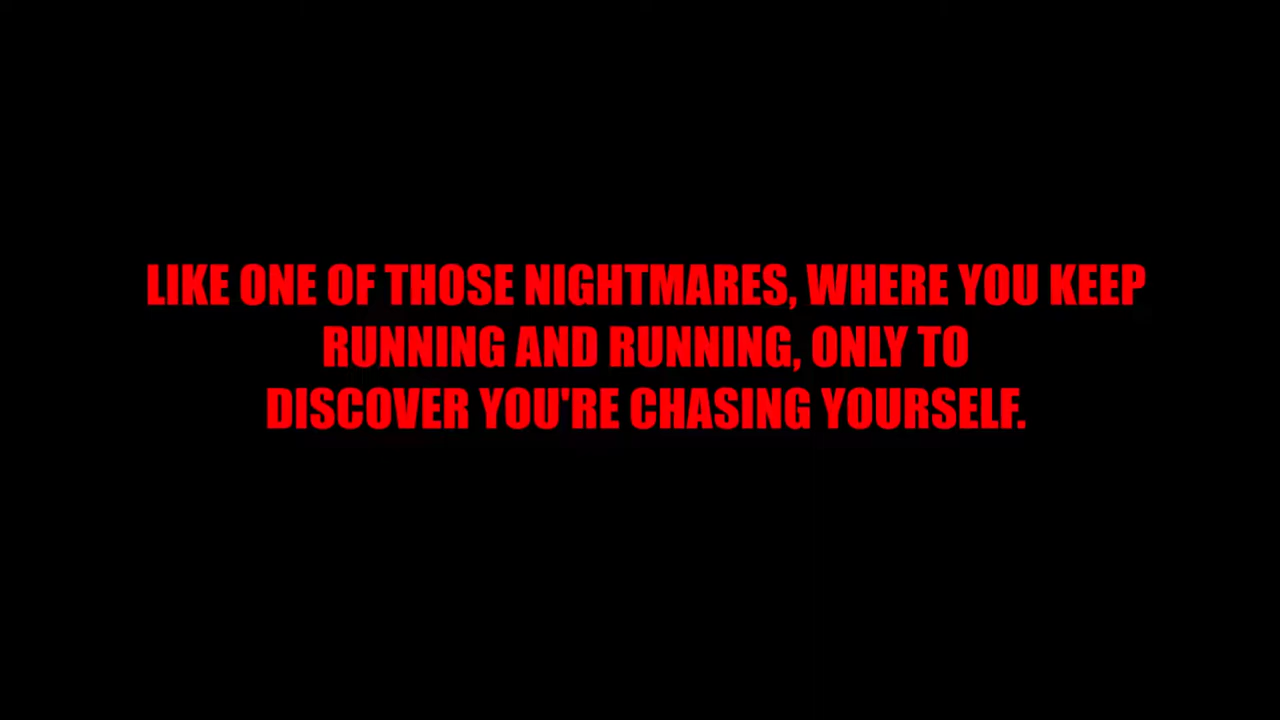 LIKE ONE OF THOSE NIGHTMARES, WHERE YOU KEEP
RUNNING AND RUNNING, ONLY TO
DISCOVER YOU'RE CHASING YOURSELF.